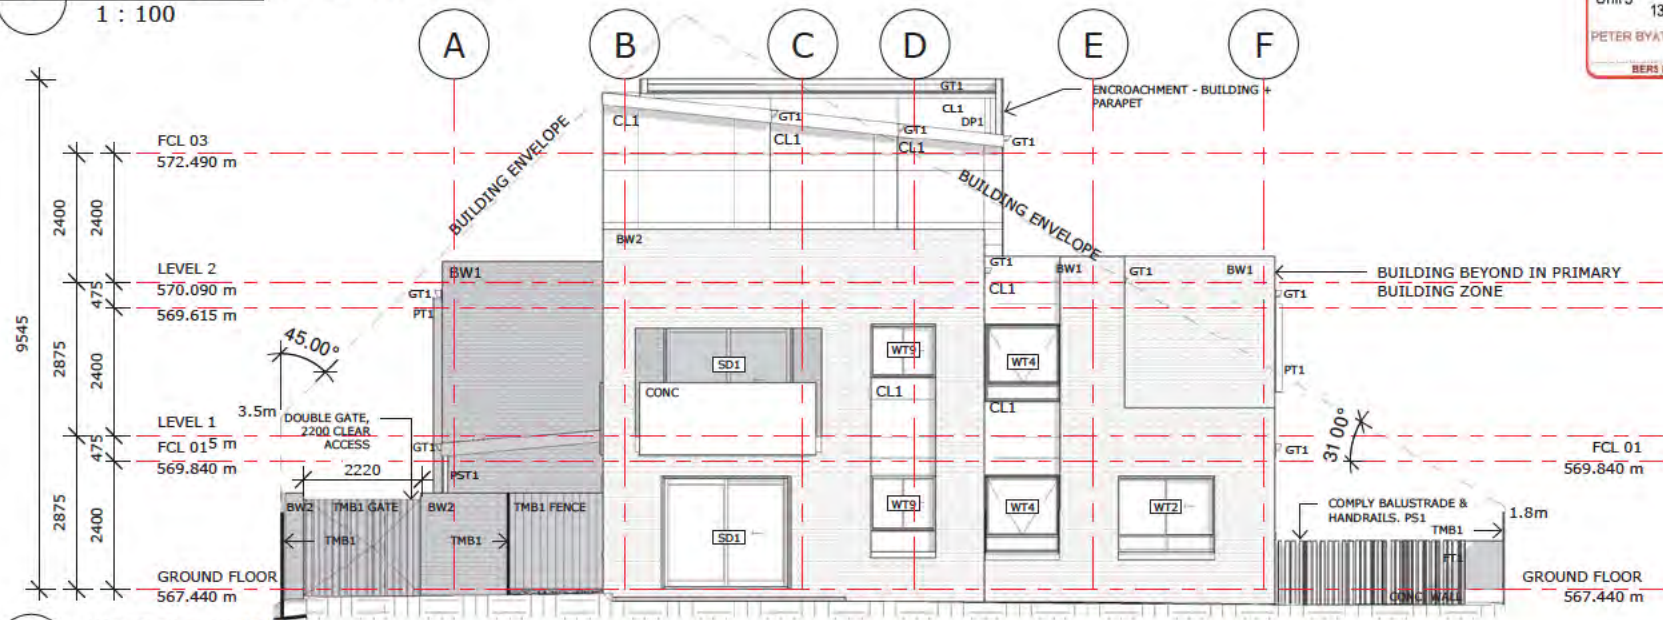 1 : 100
A
B
C
D
E
F
13
PETER BYAT
BERS
GT1
ENCROACHMENT - BUILDING +
PARAPET
CL1
DP1
CL1
GT1
CL1
GT1
CL1
GT1
FCL 03
572.490 m
BUILDING ENVELOPE
BUILDING ENVELOPE
2400
2400
BW2
LEVEL 2
570.090 m
BW1
GT1
BW1
GT1
BW1
BUILDING BEYOND IN PRIMARY
BUILDING ZONE
475
GT1
CL1
GT1
569.615 m
PT1
9545
45.00°
2875
2400
SD1
WT9
WT4
PT1
CONC
CL1
CL1
3.5m
DOUBLE GATE,
2200 CLEAR
ACCESS
LEVEL 1
FCL 01 5 m
569.840 m
475
GT1
GT1
31.00°
FCL 01
569.840 m
2220
PST1
BW2
TMB1 GATE
BW2
TMB1 FENCE
WT9
WT4
WT2
COMPLY BALUSTRADE &
HANDRAILS. PS1
1.8m
TMB1
2875
2400
TMB1
TMB1
SD1
PT1
GROUND FLOOR
567.440 m
CONC WALL
GROUND FLOOR
567.440 m